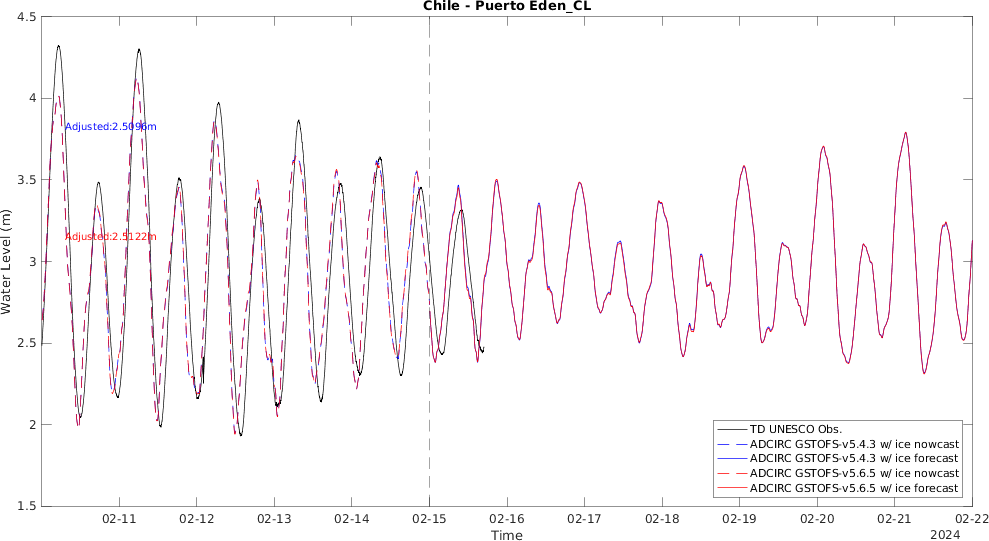 Chile - Puerto Eden_CL
Water Level (m)
4.5
4
3.5
3
2.5
2
1.5
Adjusted:2.5096m
Adjusted:2.5122m
TD UNESCO Obs.
ADCIRC GSTOFS-v5.4.3 w/ ice nowcast
ADCIRC GSTOFS-v5.4.3 w/ ice forecast
ADCIRC GSTOFS-v5.6.5 w/ ice nowcast
ADCIRC GSTOFS-v5.6.5 w/ ice forecast
02-11 02-12 02-13 02-14 02-15 02-16 02-17 02-18 02-19 02-20 02-21 02-22
Time
2024